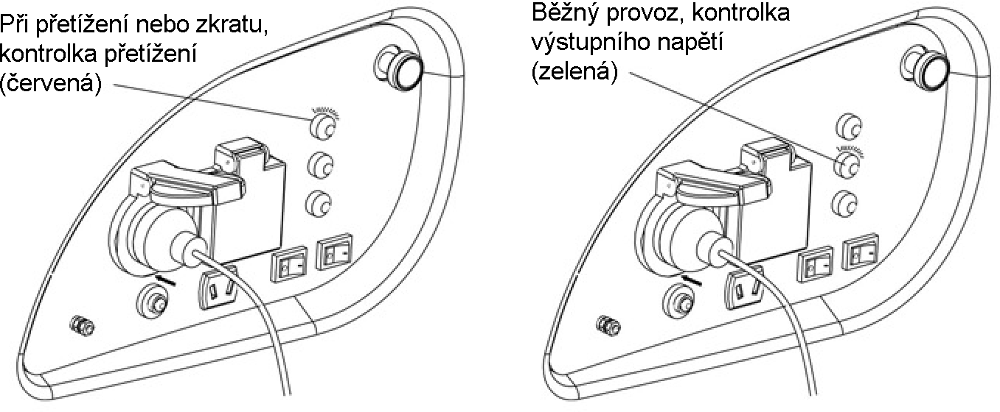 Při přetížení nebo zkratu,
kontrolka přetížení
(červená)
Běžný provoz, kontrolka
výstupního napětí
(zelená)